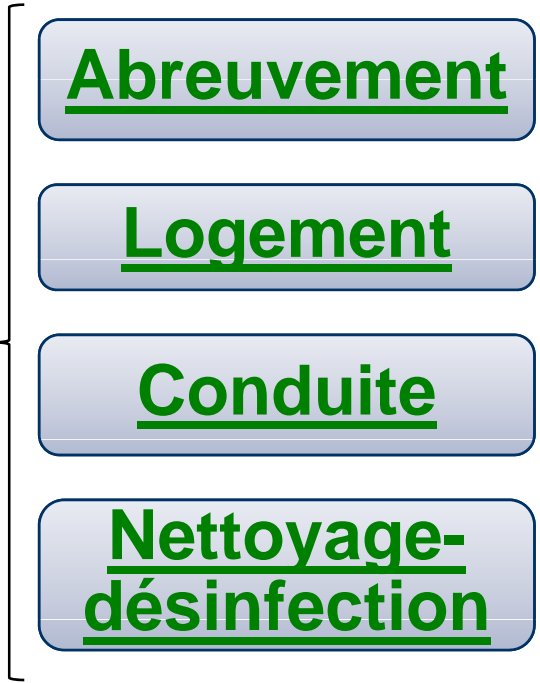 Abreuvement
Logement
Conduite
Nettoyage-
désinfection